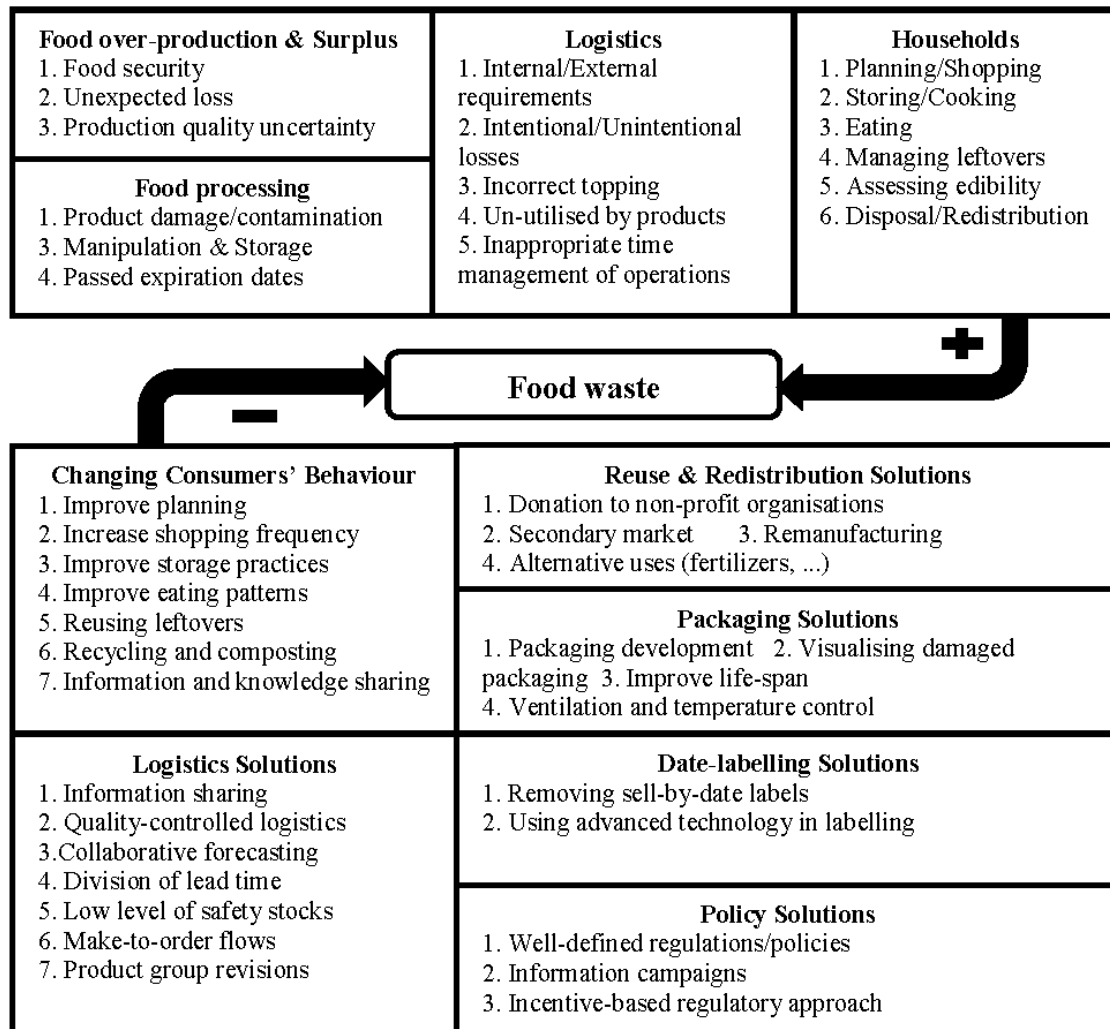 Food over-production & Surplus
1. Food security
2. Unexpected loss
3. Production quality uncertainty
Food processing
1. Product damage/contamination
3. Manipulation & Storage
4. Passed expiration dates
Logistics
1. Internal/External
requirements
2. Intentional/Unintentional
losses
3. Incorrect topping
4. Un-utilised by products
5. Inappropriate time
management of operations
Households
1. Planning/Shopping
2. Storing/Cooking
3. Eating
4. Managing leftovers
5. Assessing edibility
6. Disposal/Redistribution
+
Food waste
−
Changing Consumers’ Behaviour
1. Improve planning
2. Increase shopping frequency
3. Improve storage practices
4. Improve eating patterns
5. Reusing leftovers
6. Recycling and composting
7. Information and knowledge sharing
Reuse & Redistribution Solutions
1. Donation to non-profit organisations
2. Secondary market 3. Remanufacturing
4. Alternative uses (fertilizers, ...)
Packaging Solutions
1. Packaging development 2. Visualising damaged
packaging 3. Improve life-span
4. Ventilation and temperature control
Logistics Solutions
1. Information sharing
2. Quality-controlled logistics
3.Collaborative forecasting
4. Division of lead time
5. Low level of safety stocks
6. Make-to-order flows
7. Product group revisions
Date-labelling Solutions
1. Removing sell-by-date labels
2. Using advanced technology in labelling
Policy Solutions
1. Well-defined regulations/policies
2. Information campaigns
3. Incentive-based regulatory approach